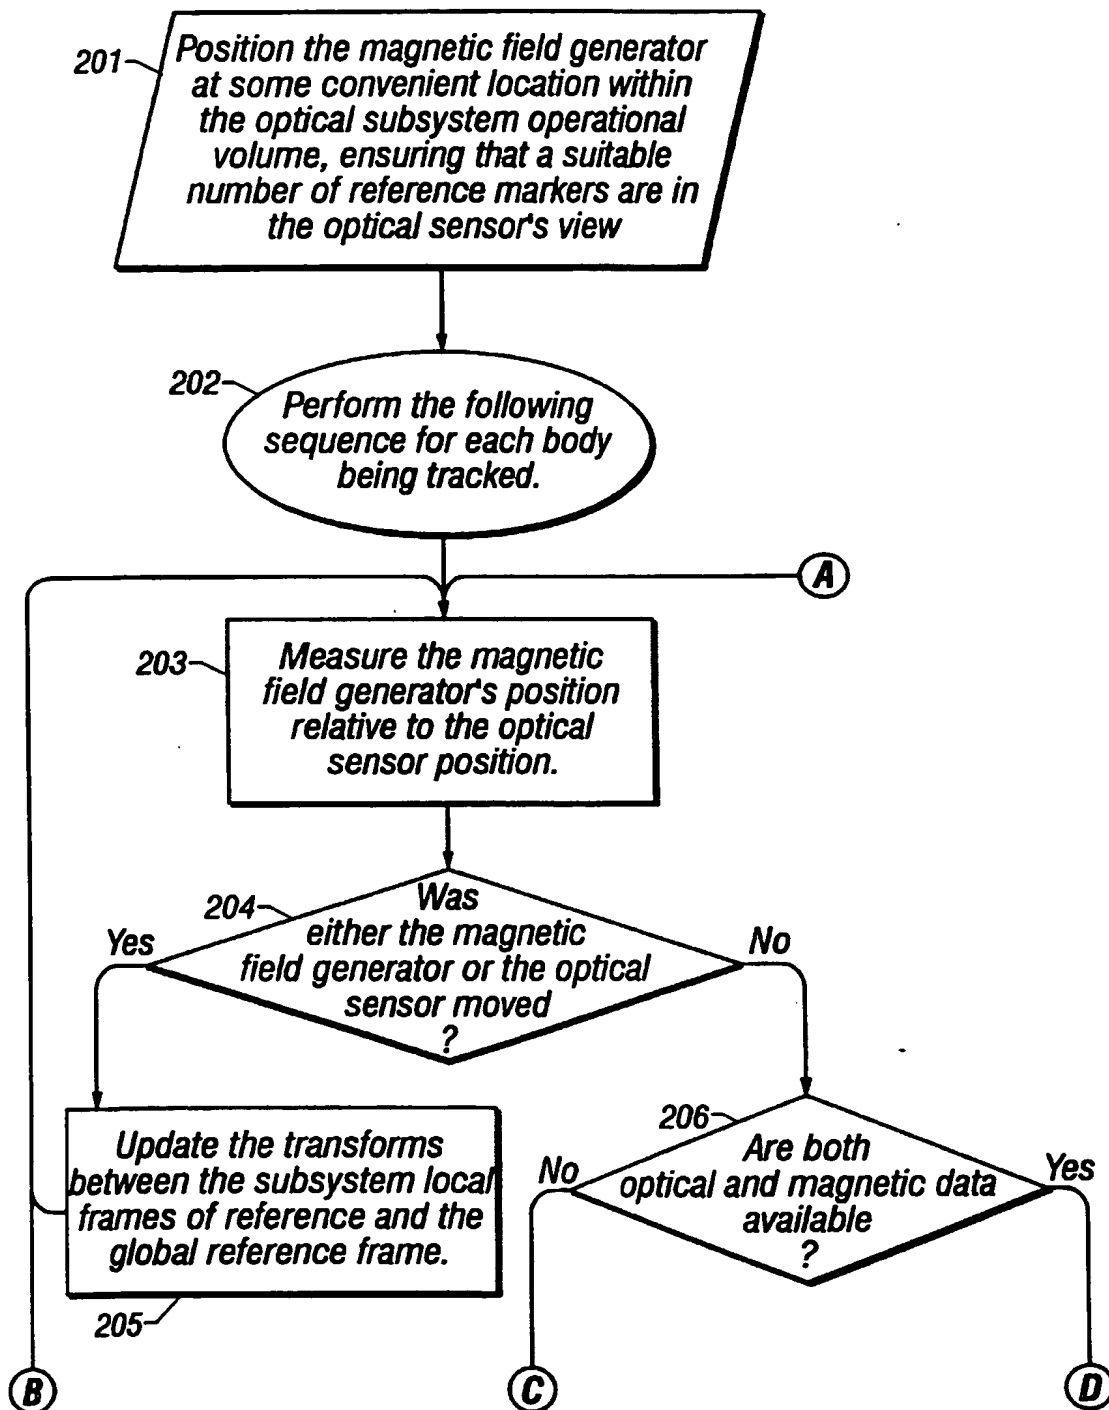 201
Position the magnetic field generator
at some convenient location within
the optical subsystem operational
volume, ensuring that a suitable
number of reference markers are in
the optical sensor's view
202
Perform the following
sequence for each body
being tracked.
A
203
Measure the magnetic
field generator's position
relative to the optical
sensor position.
204
Was
either the magnetic
field generator or the optical
sensor moved
?
Yes
No
Update the transforms
between the subsystem local
frames of reference and the
global reference frame.
205
206
Are both
optical and magnetic data
available
?
No
Yes
B
C
D